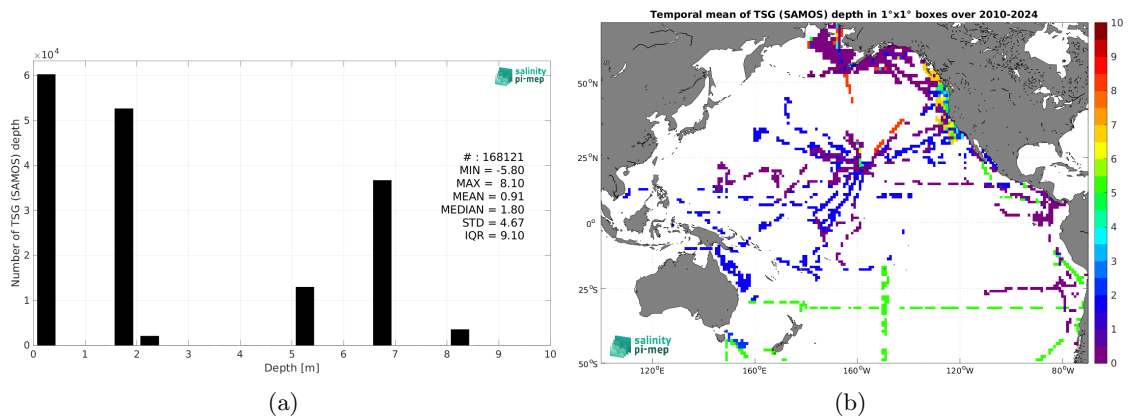 ×10⁴
6
5
4
3
2
1
0
Number of TSG (SAMOS) depth
salinity
pi-mep
# : 168121
MIN = -5.80
MAX = 8.10
MEAN = 0.91
MEDIAN = 1.80
STD = 4.67
IQR = 9.10
0 1 2 3 4 5 6 7 8 9 10
Depth [m]
(a)
Temporal mean of TSG (SAMOS) depth in 1°x1° boxes over 2010-2024
50°N
25°N
0°
25°S
50°S
120°E 160°E 160°W 120°W 80°W
salinity
pi-mep
10
9
8
7
6
5
4
3
2
1
0
(b)